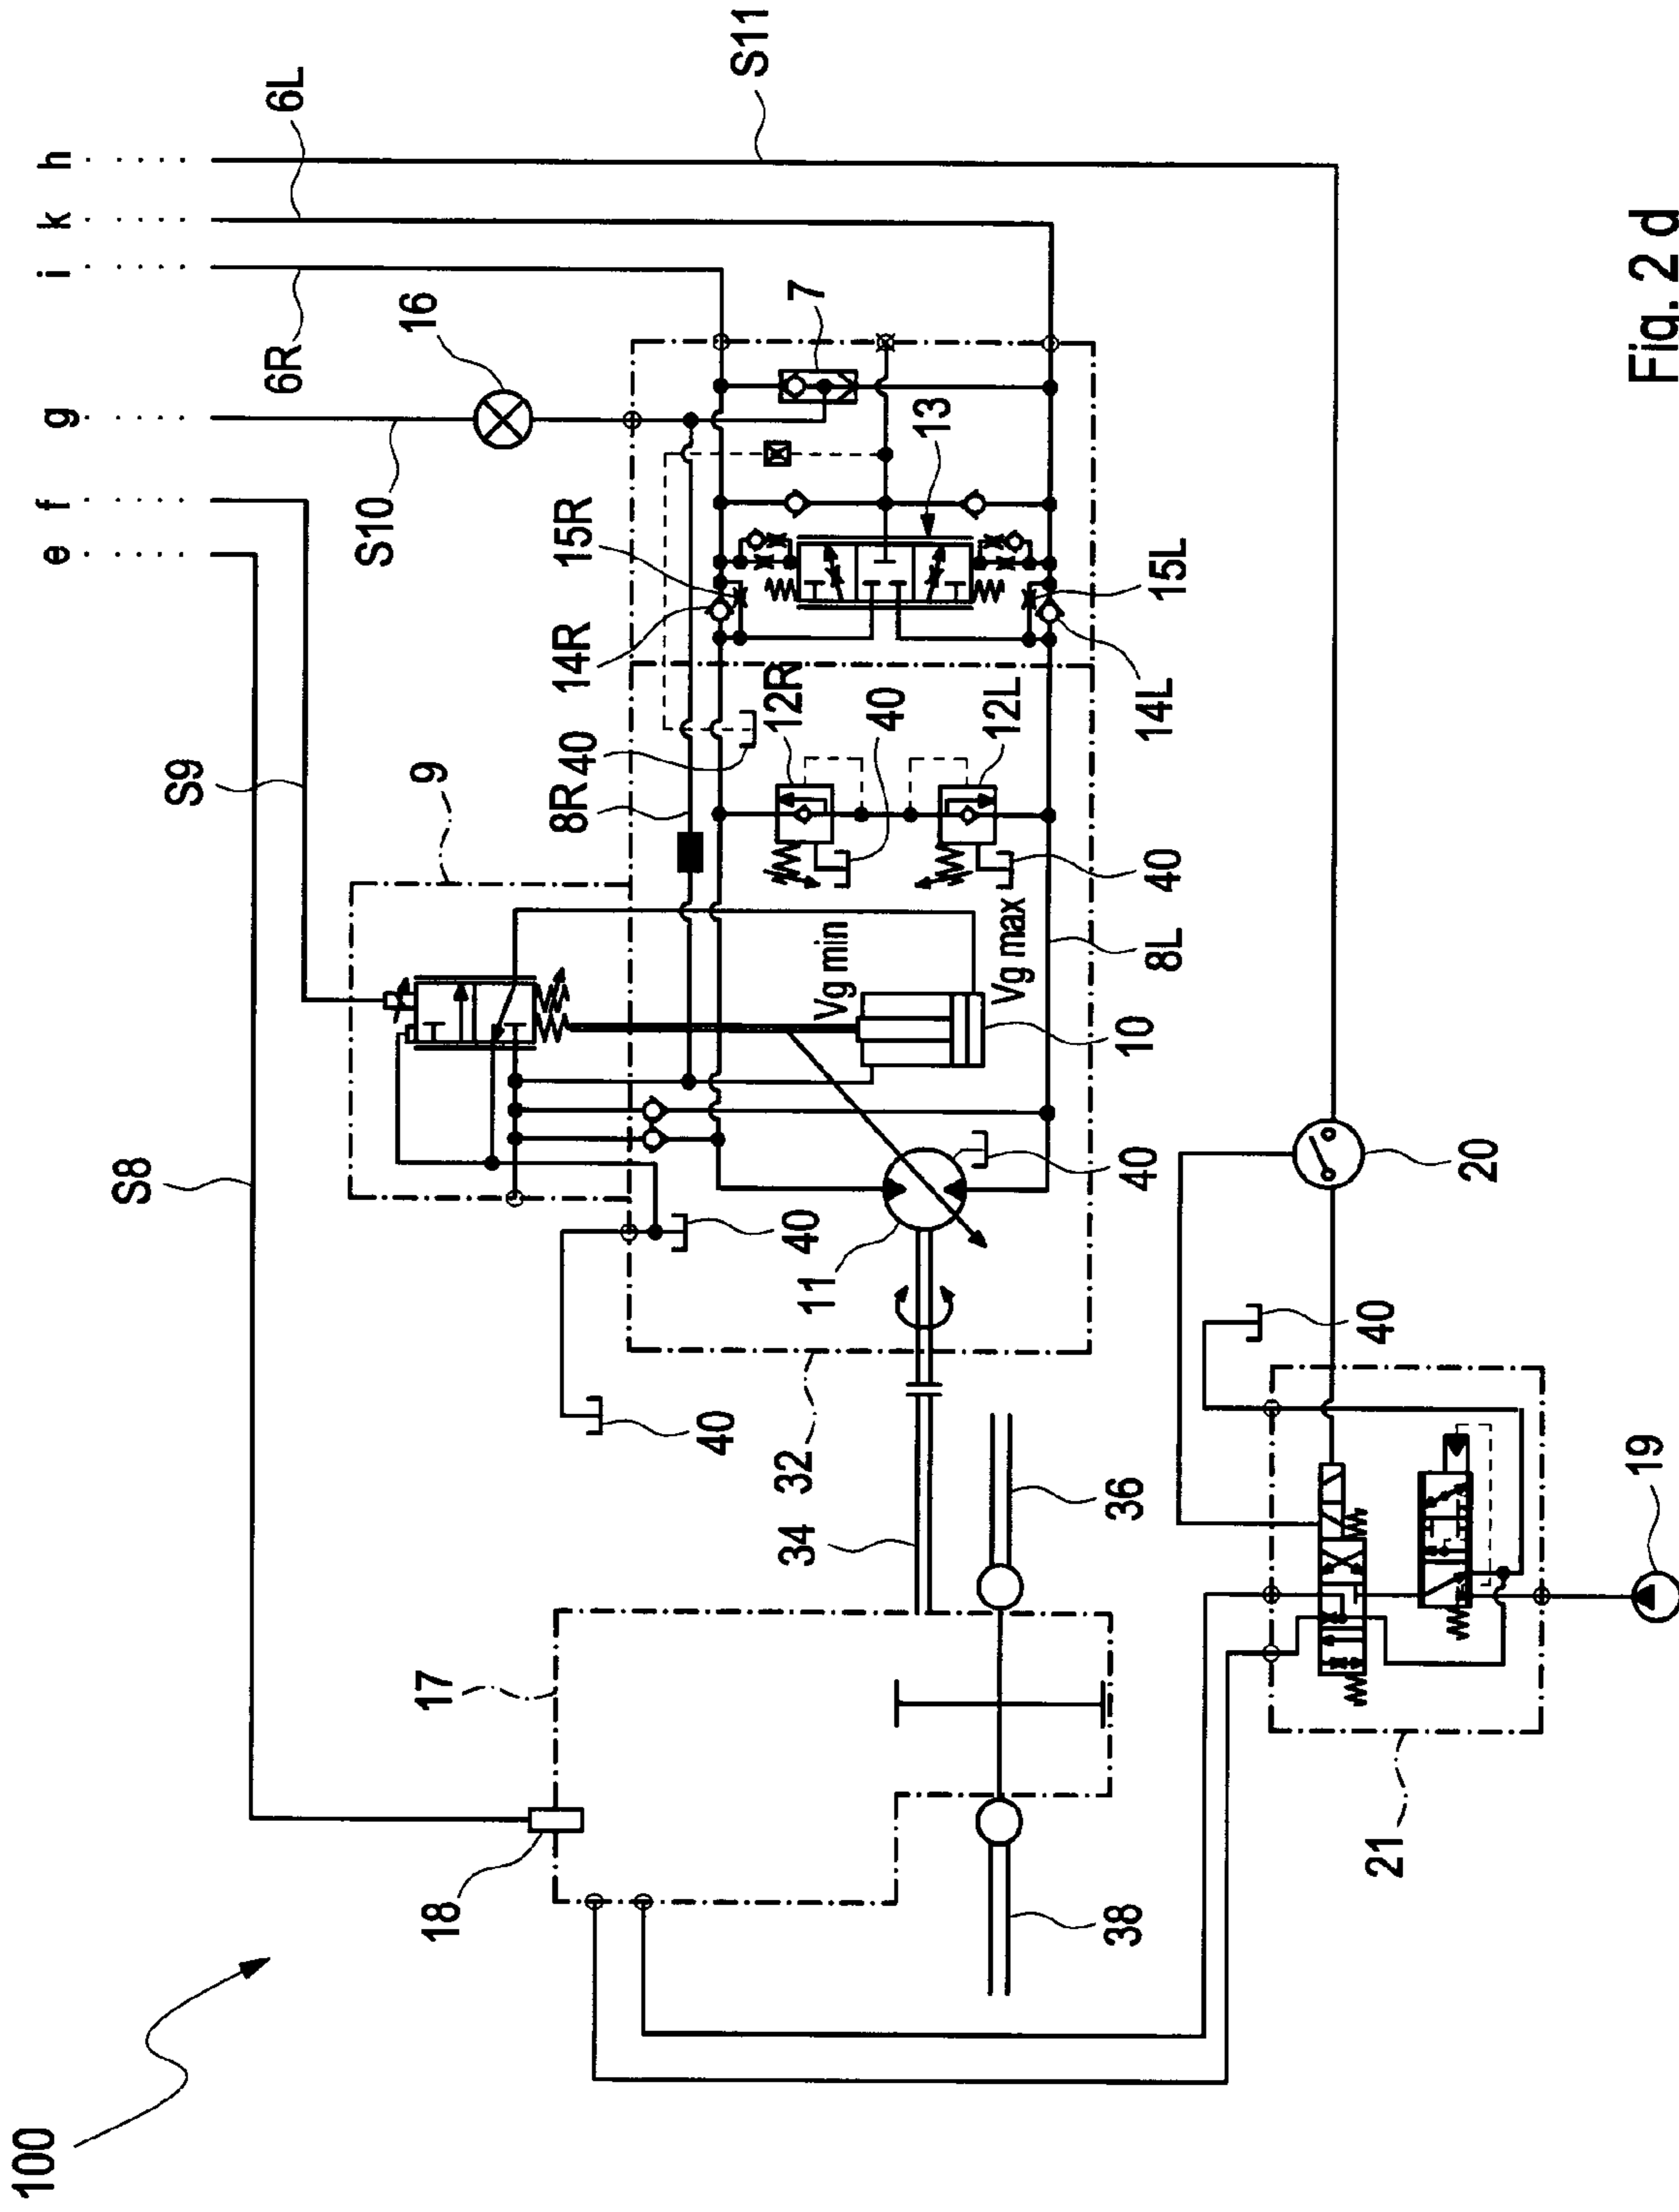 100
e f g i k h
S8
S9
6R 6L
S10
16
9
18 17
8R 40 14R 15R
40
S11
34 32 40 12R 7
11
Vg min
40
13
12L
Vg max
38 36
10
40
40
8L 14L 15L
40
21
20
19
Fig. 2 d